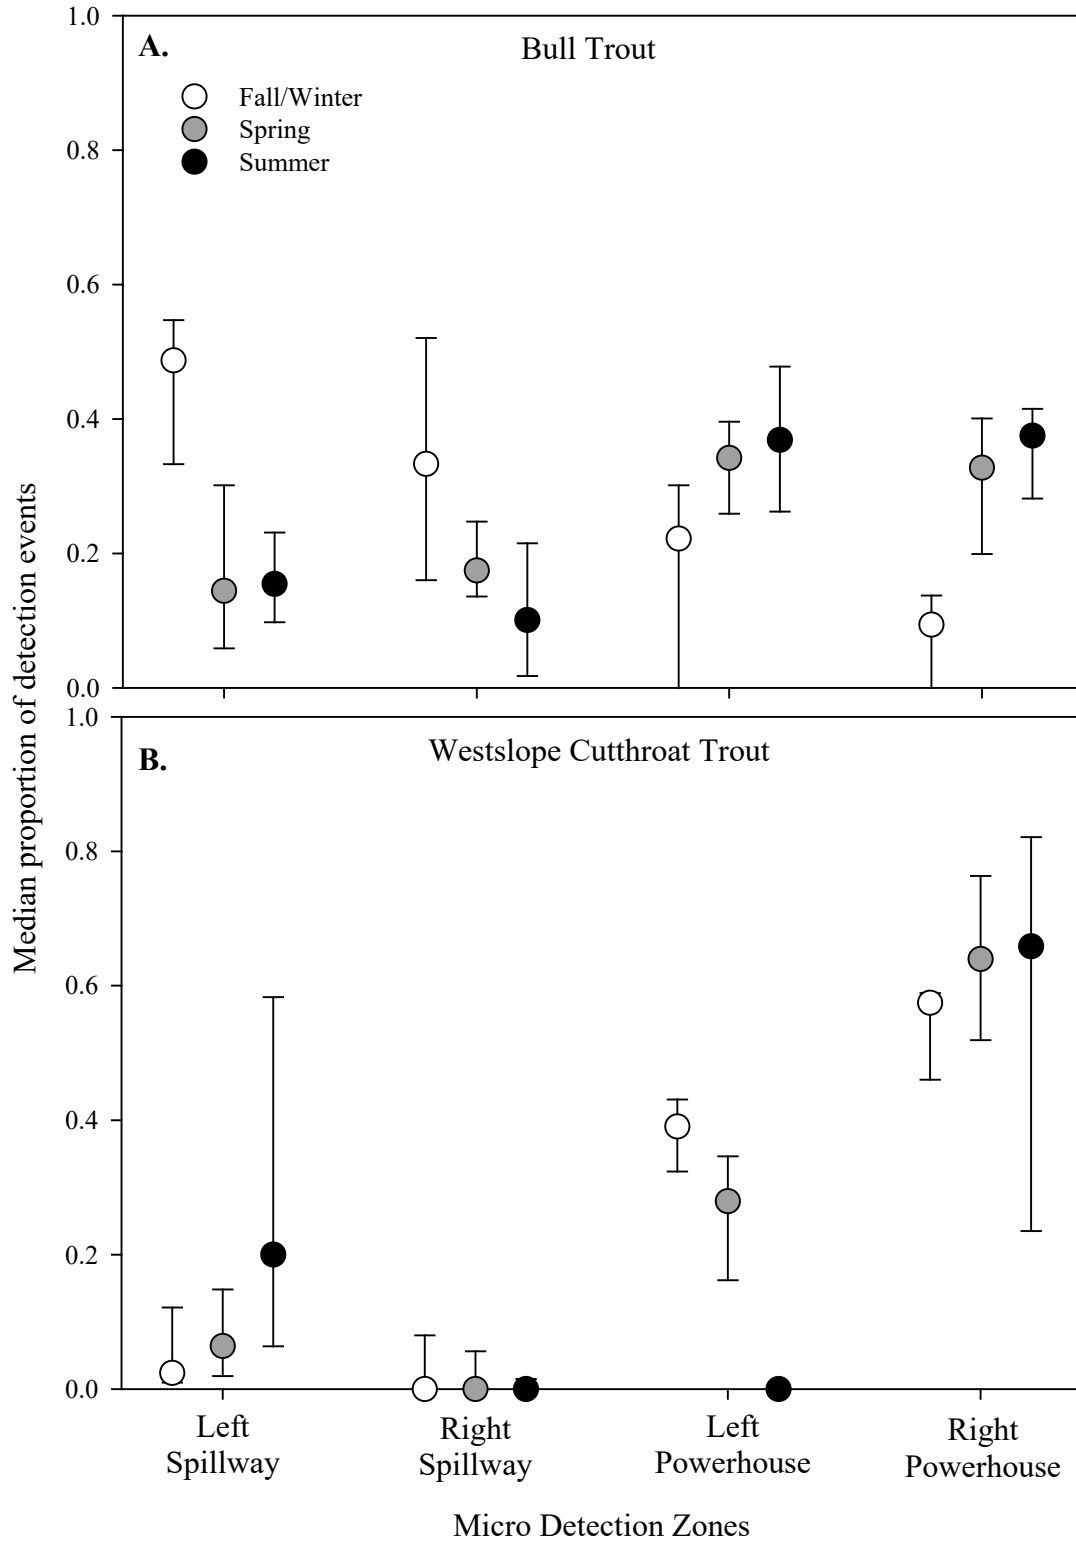 Median proportion of detection events
A.
Bull Trout
Fall/Winter
Spring
Summer
1.0
0.8
0.6
0.4
0.2
0.0
B.
Westslope Cutthroat Trout
1.0
0.8
0.6
0.4
0.2
0.0
Left
Spillway
Right
Spillway
Left
Powerhouse
Right
Powerhouse
Micro Detection Zones